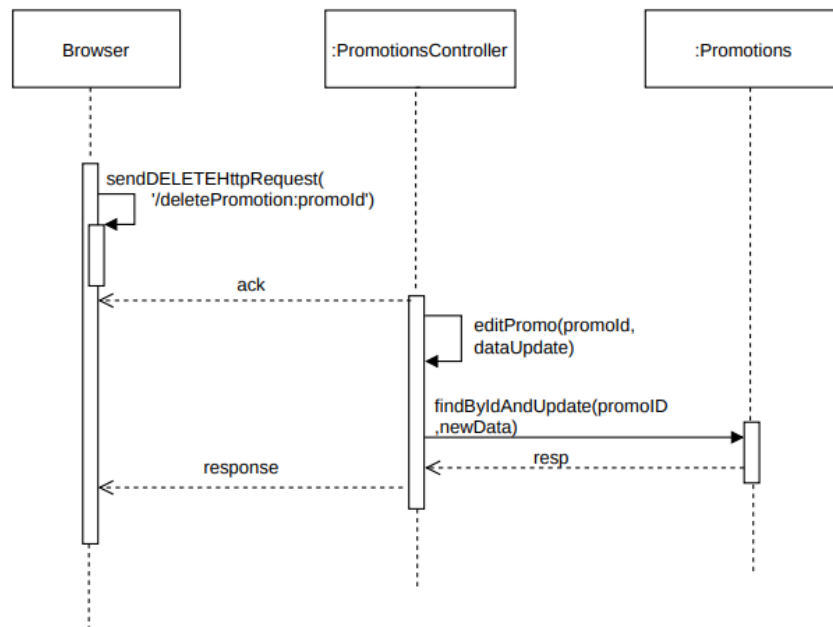 Browser
:PromotionsController
:Promotions
sendDELETEHttpRequest(
'/deletePromotion:promoId')
ack
editPromo(promoId,
dataUpdate)
findByIdAndUpdate(promoID
,newData)
resp
response